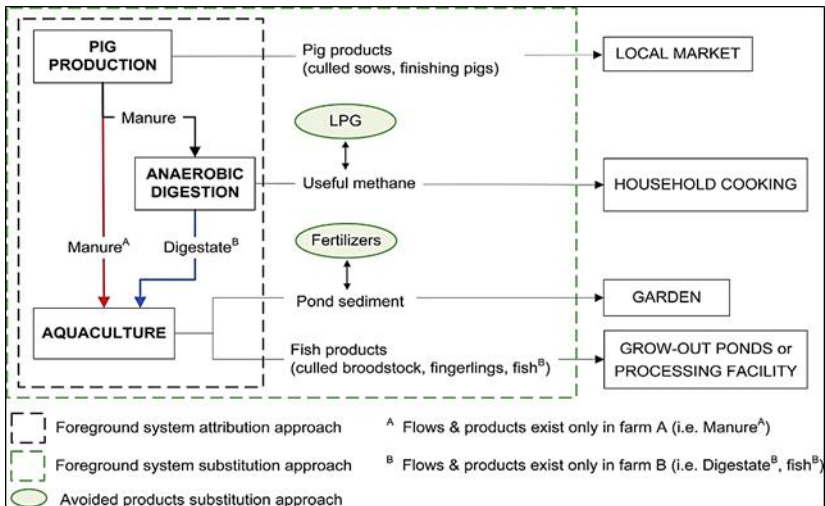 PIG
PRODUCTION
Pig products
(culled sows, finishing pigs)
LOCAL MARKET
Manure
LPG
ANAEROBIC
DIGESTION
Useful methane
HOUSEHOLD COOKING
Manure^A
Digestate^B
Fertilizers
Pond sediment
GARDEN
AQUACULTURE
Fish products
(culled broodstock, fingerlings, fish^B)
GROW-OUT PONDS or
PROCESSING FACILITY
Foreground system attribution approach
^A Flows & products exist only in farm A (i.e. Manure^A)
Foreground system substitution approach
^B Flows & products exist only in farm B (i.e. Digestate^B, fish^B)
Avoided products substitution approach